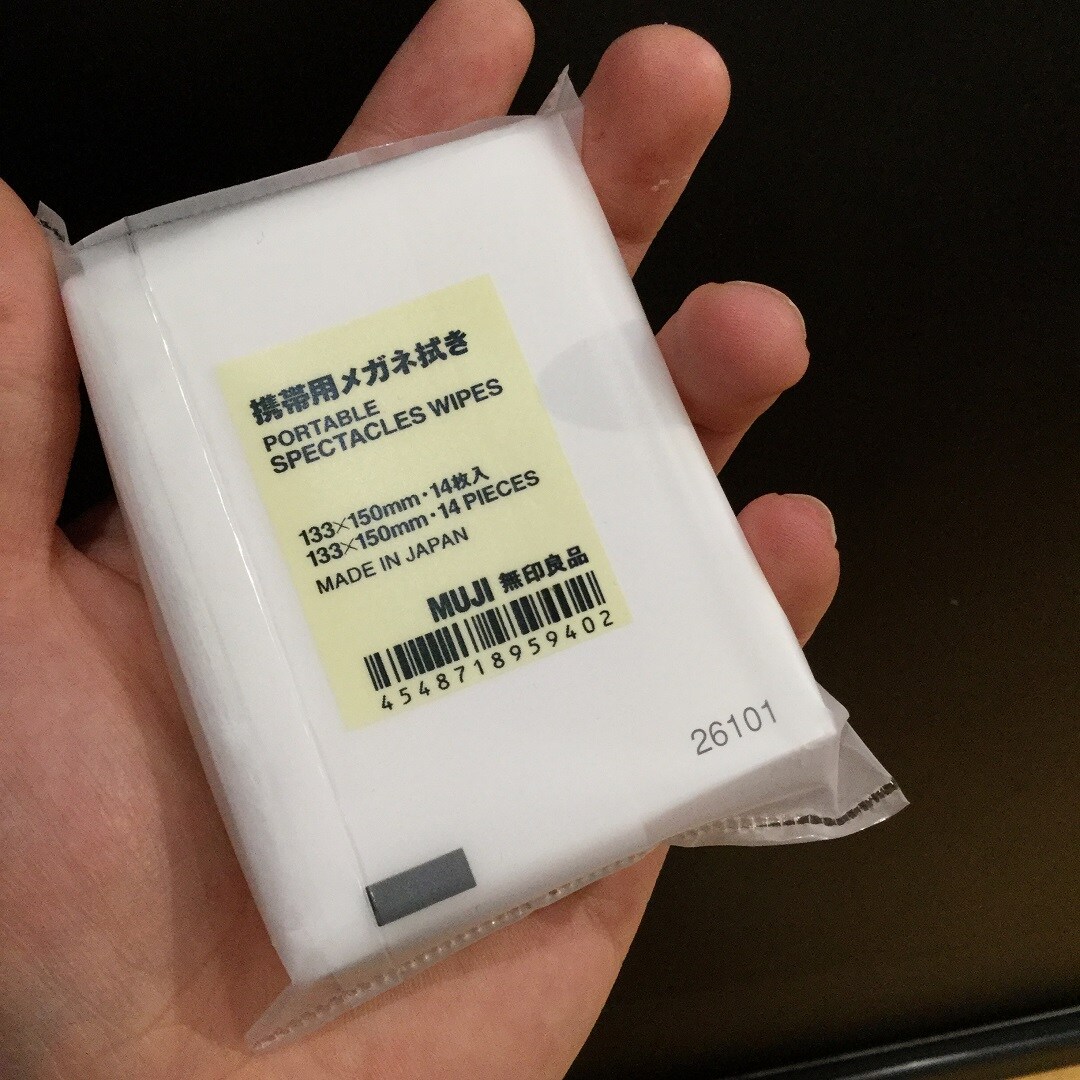 携帯用メガネ拭き
PORTABLE
SPECTACLES WIPES
133×150mm・14枚入
133×150mm・14 PIECES
MADE IN JAPAN
MUJI 無印良品
4548718959402
26101